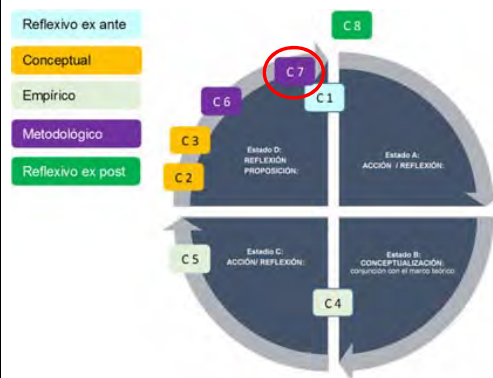 Reflexivo ex ante
Conceptual
Empírico
Metodológico
Reflexivo ex post
C 8
C 7
C 1
C 6
C 3
C 2
Estado D:
REFLEXIÓN
PROPOSICIÓN:
Estado A:
ACCIÓN / REFLEXIÓN:
C 5
Estadio C:
ACCIÓN/ REFLEXIÓN:
Estado B:
CONCEPTUALIZACIÓN:
conjunción con el marco teórico
C 4